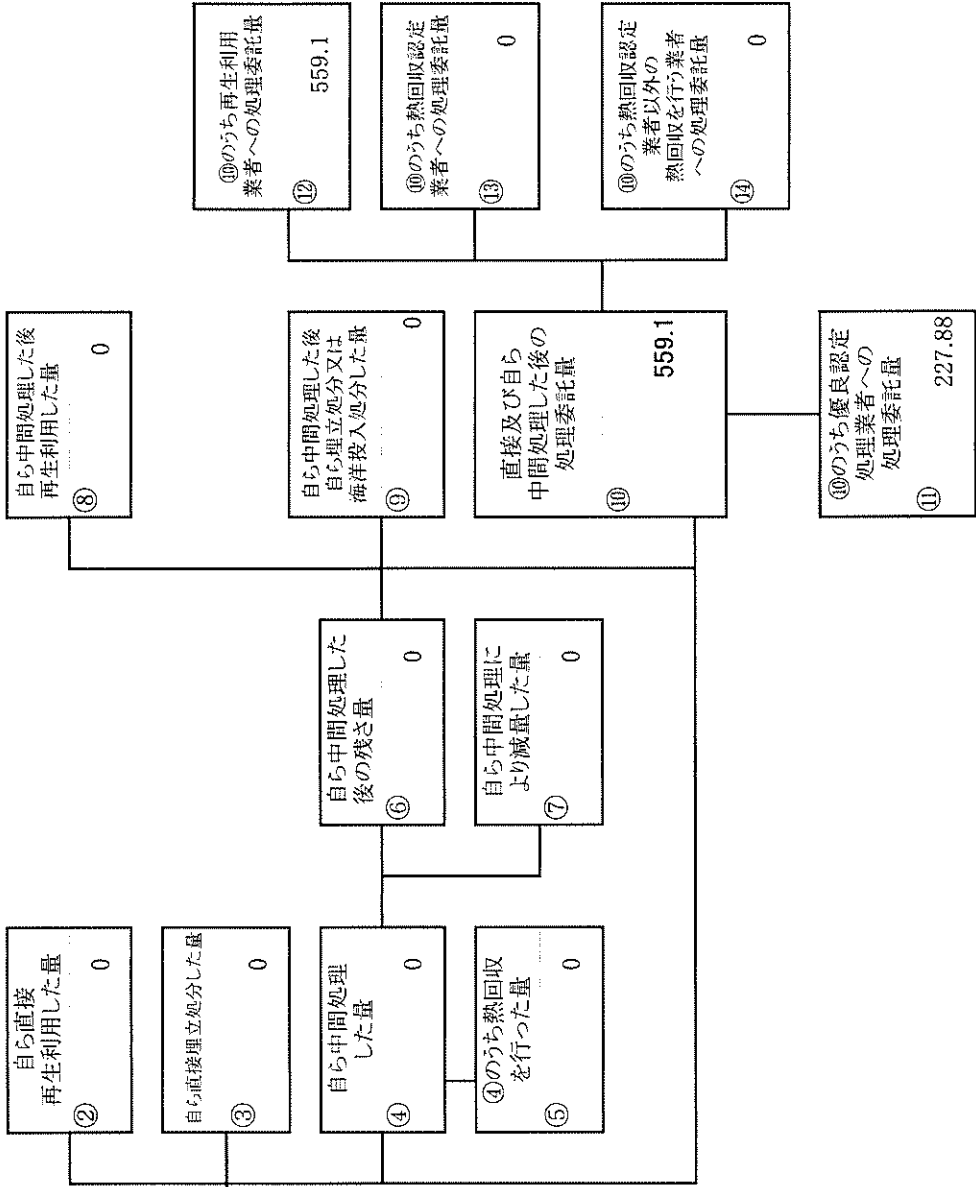 自ら直接
再生利用した量
②
0
自ら直接埋立処分した量
③
0
自ら中間処理
した量
④
0
④のうち熱回収
を行った量
⑤
0
自ら中間処理した
後の残さ量
⑥
0
自ら中間処理に
より減量した量
⑦
0
自ら中間処理した後
再生利用した量
⑧
0
自ら中間処理した後
自ら埋立処分又は
海洋投入処分した量
⑨
0
直接及び自ら
中間処理した後の
処理委託量
⑩
559.1
⑩のうち優良認定
処理業者への
処理委託量
⑪
227.88
⑩のうち再生利用
業者への処理委託量
⑫
559.1
⑩のうち熱回収認定
業者への処理委託量
⑬
0
⑩のうち熱回収認定
業者以外の
熱回収を行う業者
への処理委託量
⑭
0